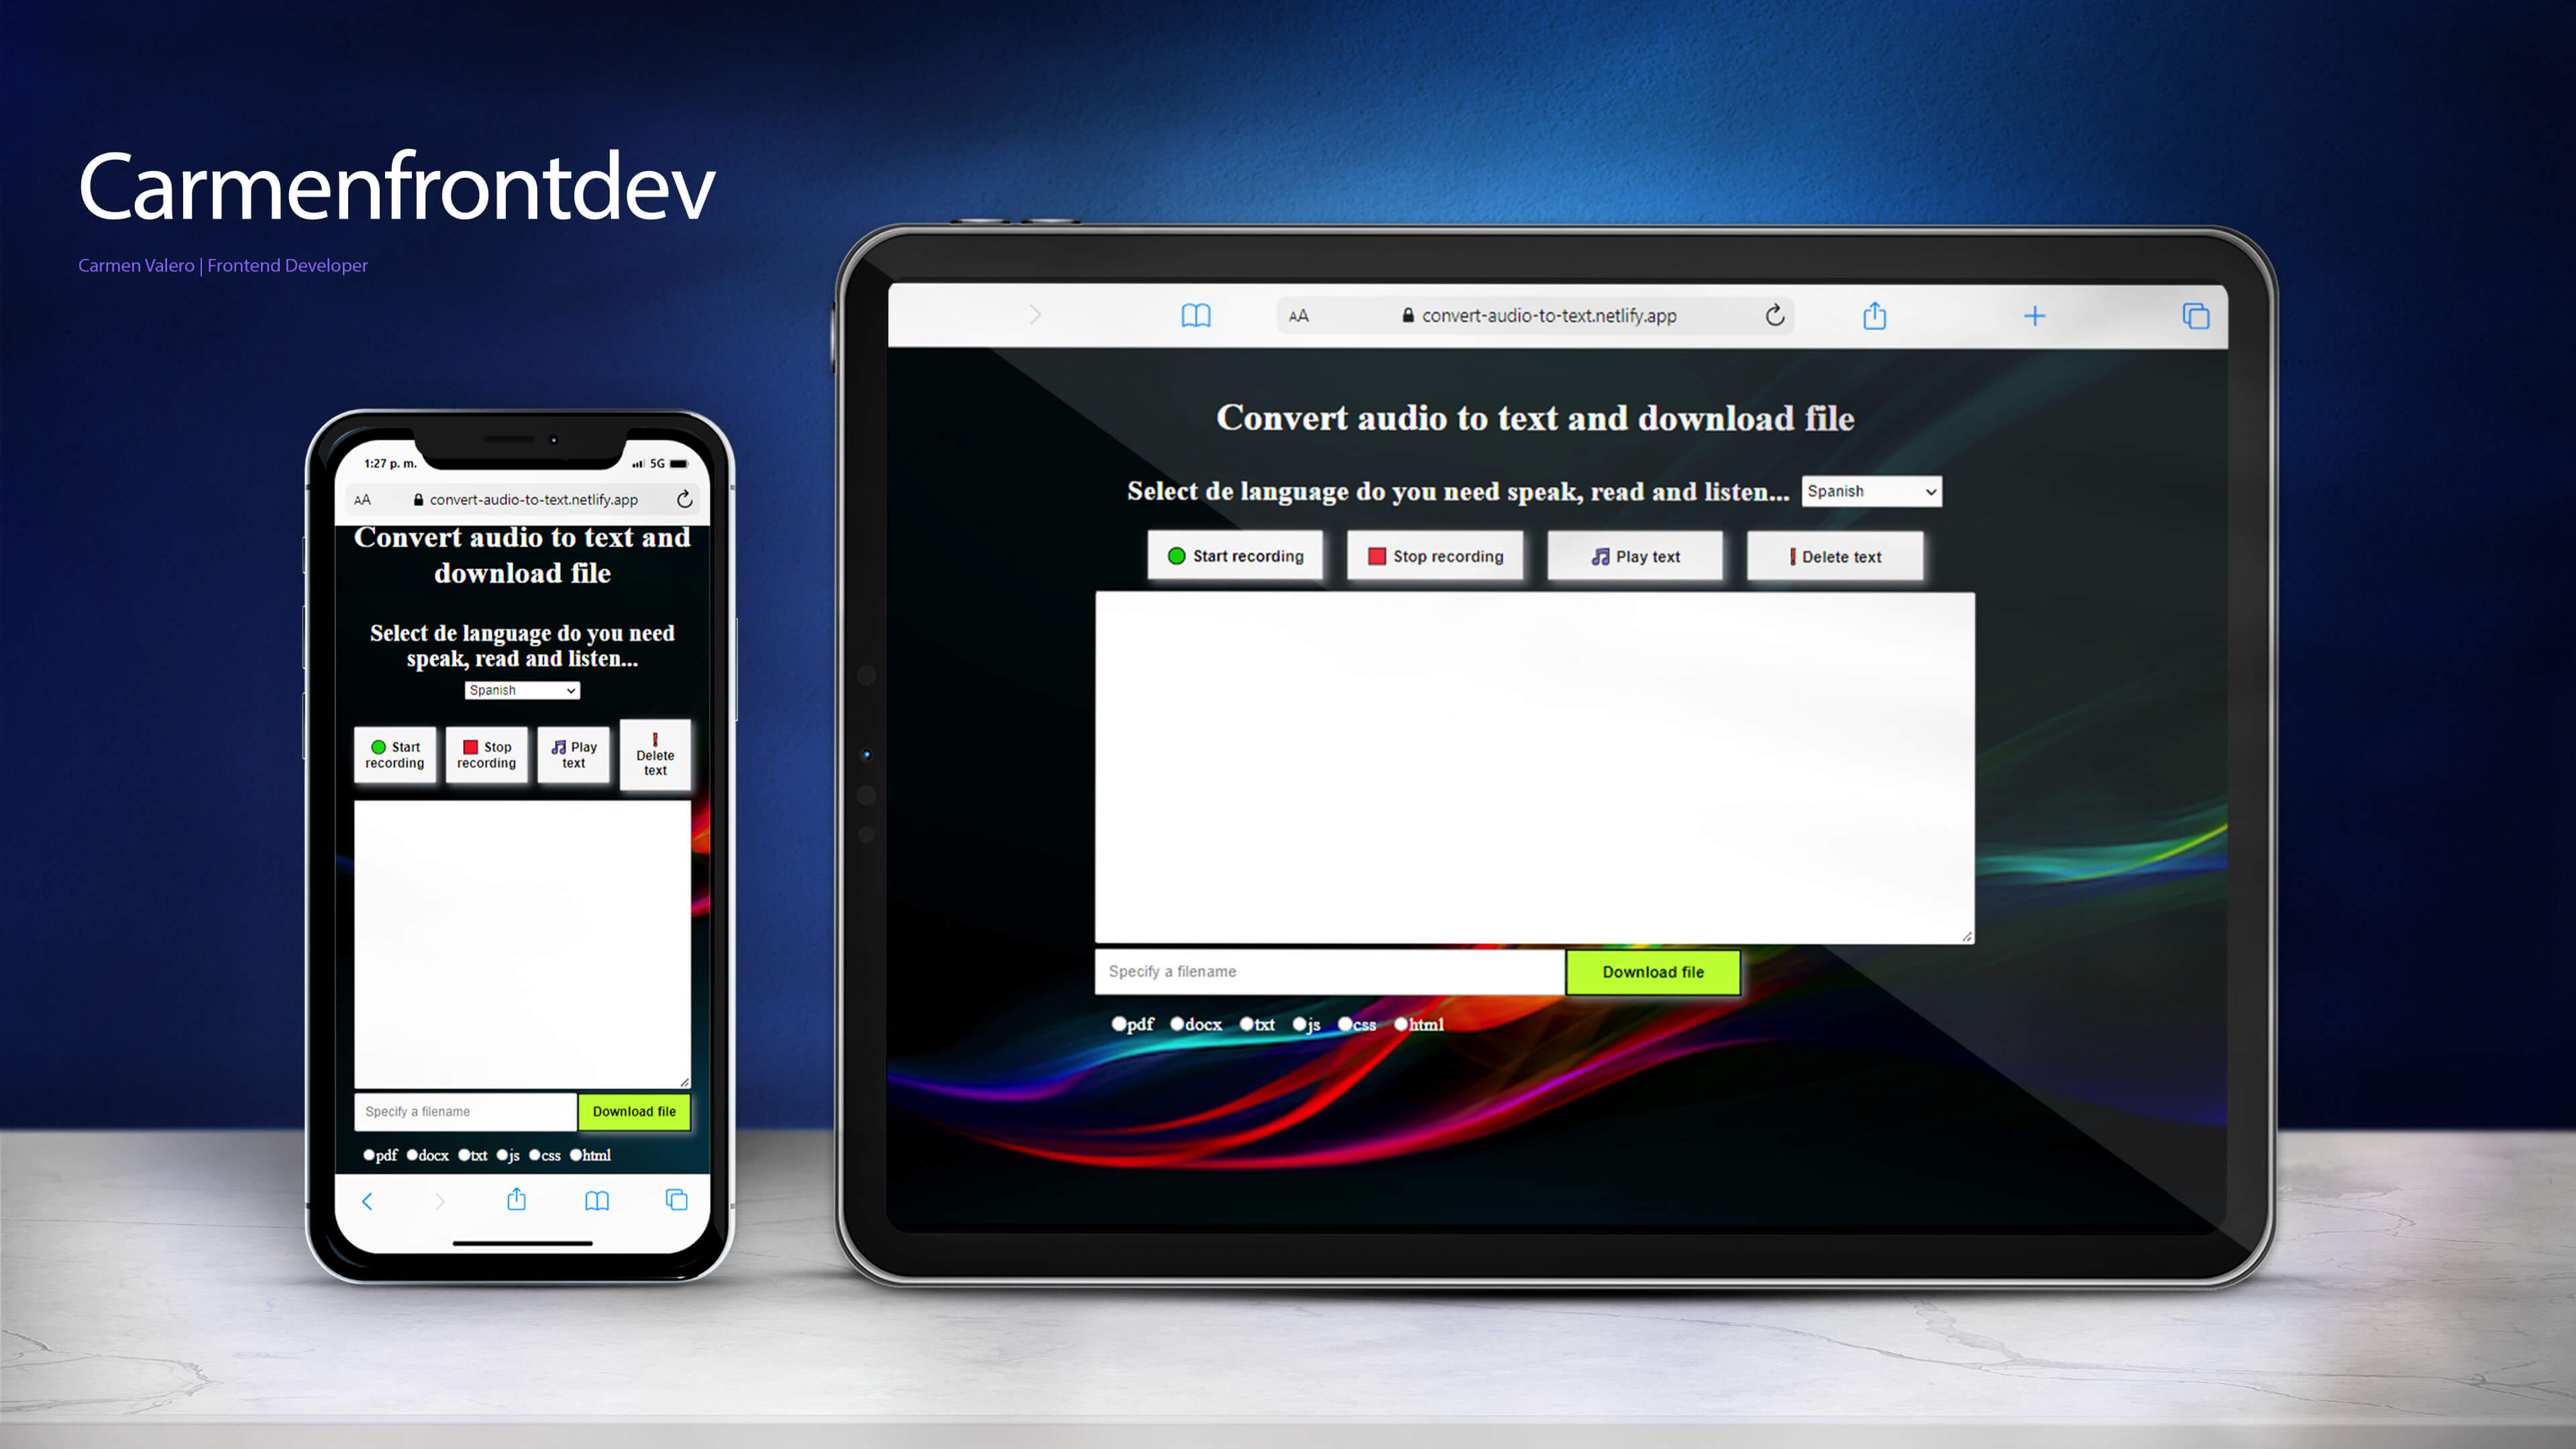 Carmenfrontdev
Carmen Valero | Frontend Developer
1:27 p. m.
5G
AA convert-audio-to-text.netlify.app
Convert audio to text and
download file
Select de language do you need
speak, read and listen...
Spanish
Start
recording
Stop
recording
Play
text
Delete
text
Specify a filename
Download file
pdf docx txt js css html
AA convert-audio-to-text.netlify.app
Convert audio to text and download file
Select de language do you need speak, read and listen... Spanish
Start recording Stop recording Play text Delete text
Specify a filename Download file
pdf docx txt js css html